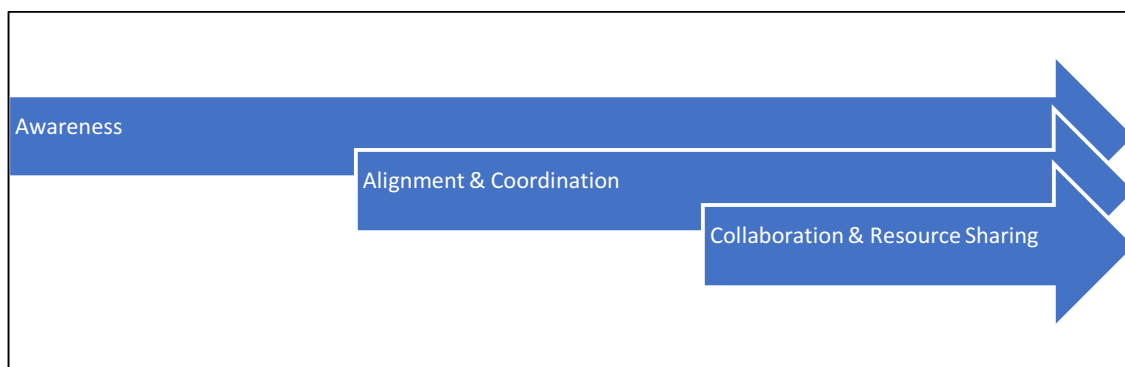 Awareness
Alignment & Coordination
Collaboration & Resource Sharing